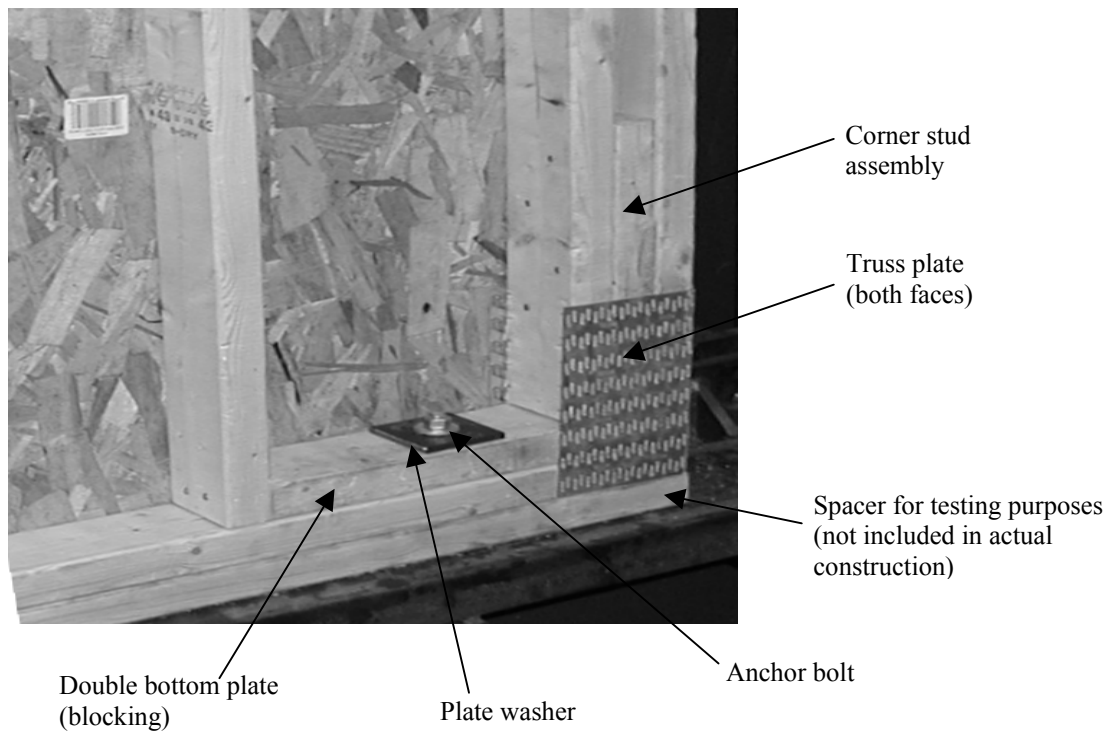 Corner stud
assembly
Truss plate
(both faces)
Spacer for testing purposes
(not included in actual
construction)
Anchor bolt
Double bottom plate
(blocking)
Plate washer